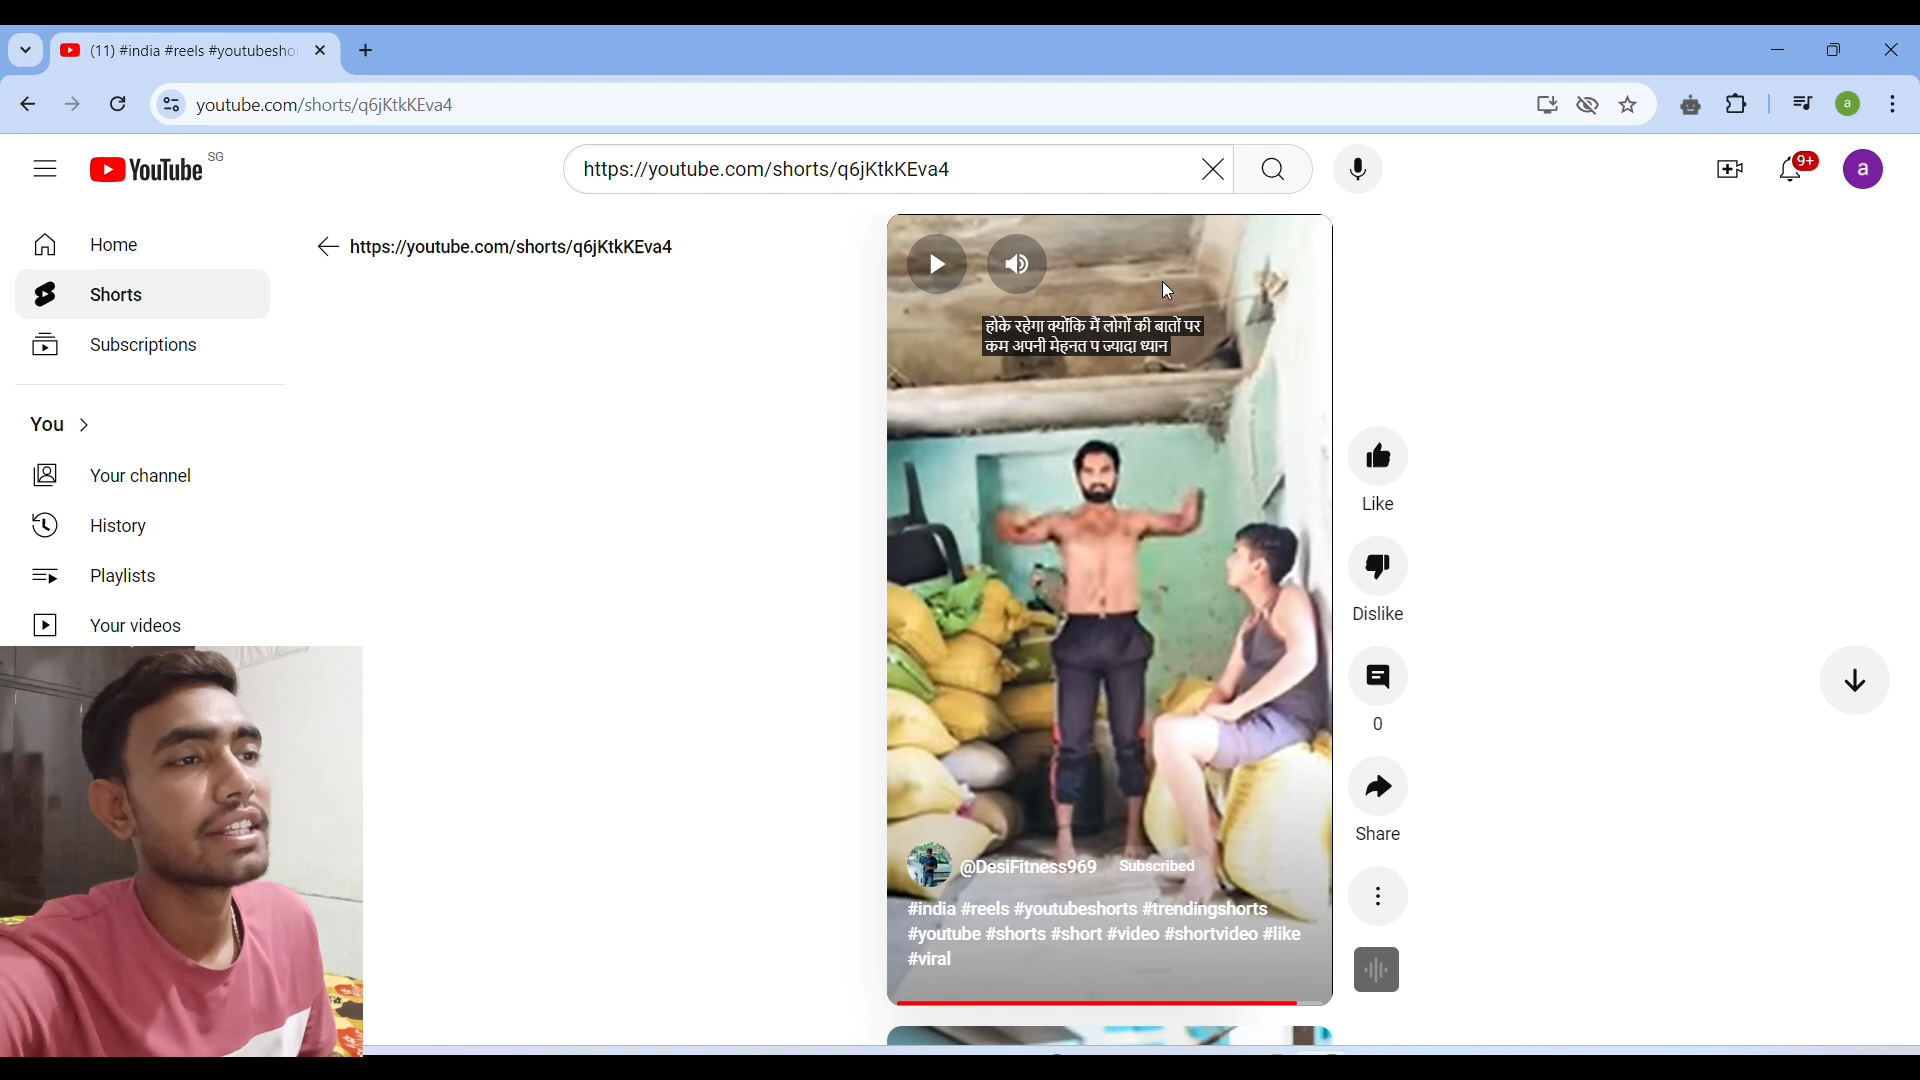 (11) #india #reels #youtubesho
youtube.com/shorts/q6jKtkKEva4
YouTube SG
https://youtube.com/shorts/q6jKtkKEva4
9+
a
a
Home
Shorts
Subscriptions
You
Your channel
History
Playlists
Your videos
https://youtube.com/shorts/q6jKtkKEva4
होके रहेगा क्योंकि मैं लोगों की बातों पर
कम अपनी मेहनत प ज्यादा ध्यान
@DesiFitness969 Subscribed
#india #reels #youtubeshorts #trendingshorts
#youtube #shorts #short #video #shortvideo #like
#viral
Like
Dislike
0
Share